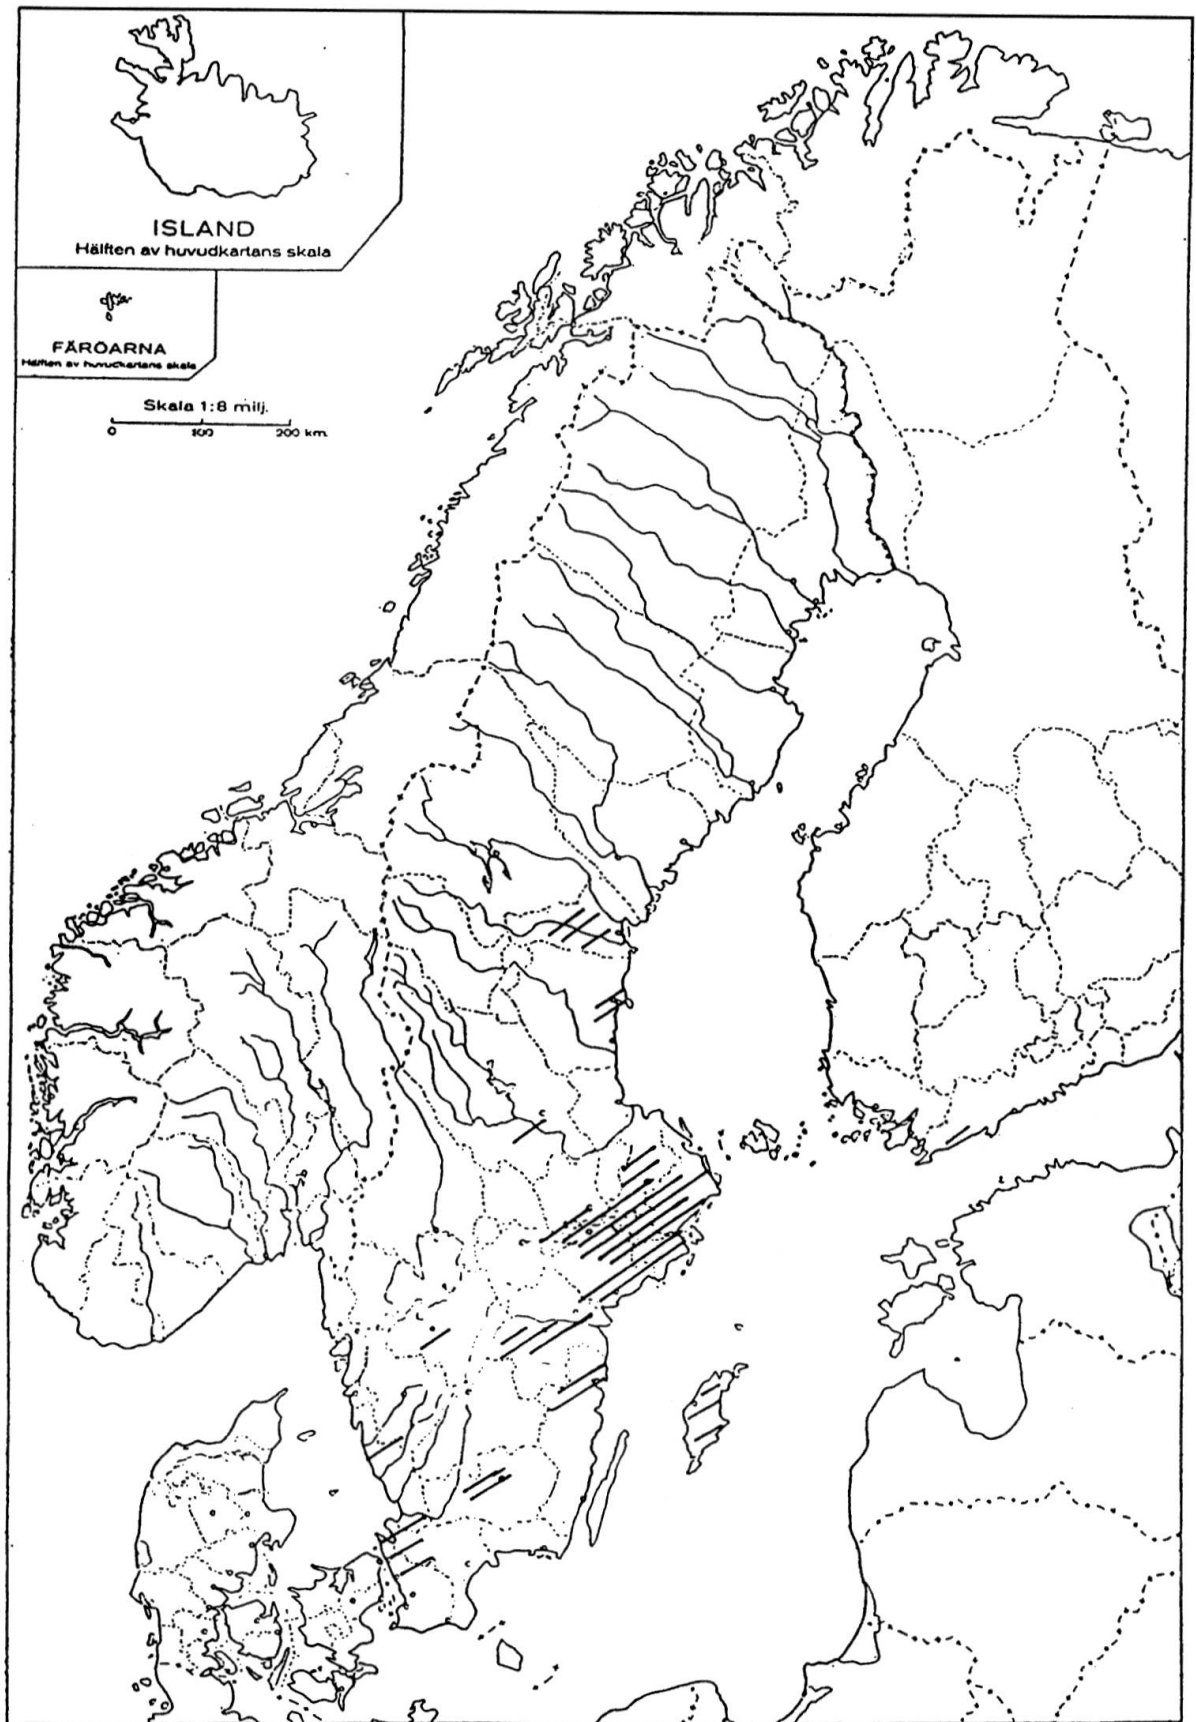 ISLAND
Hälften av huvudkartans skala
FÄRÖARNA
Hälften av huvudkartans skala
Skala 1:8 milj.
0 100 200 km.